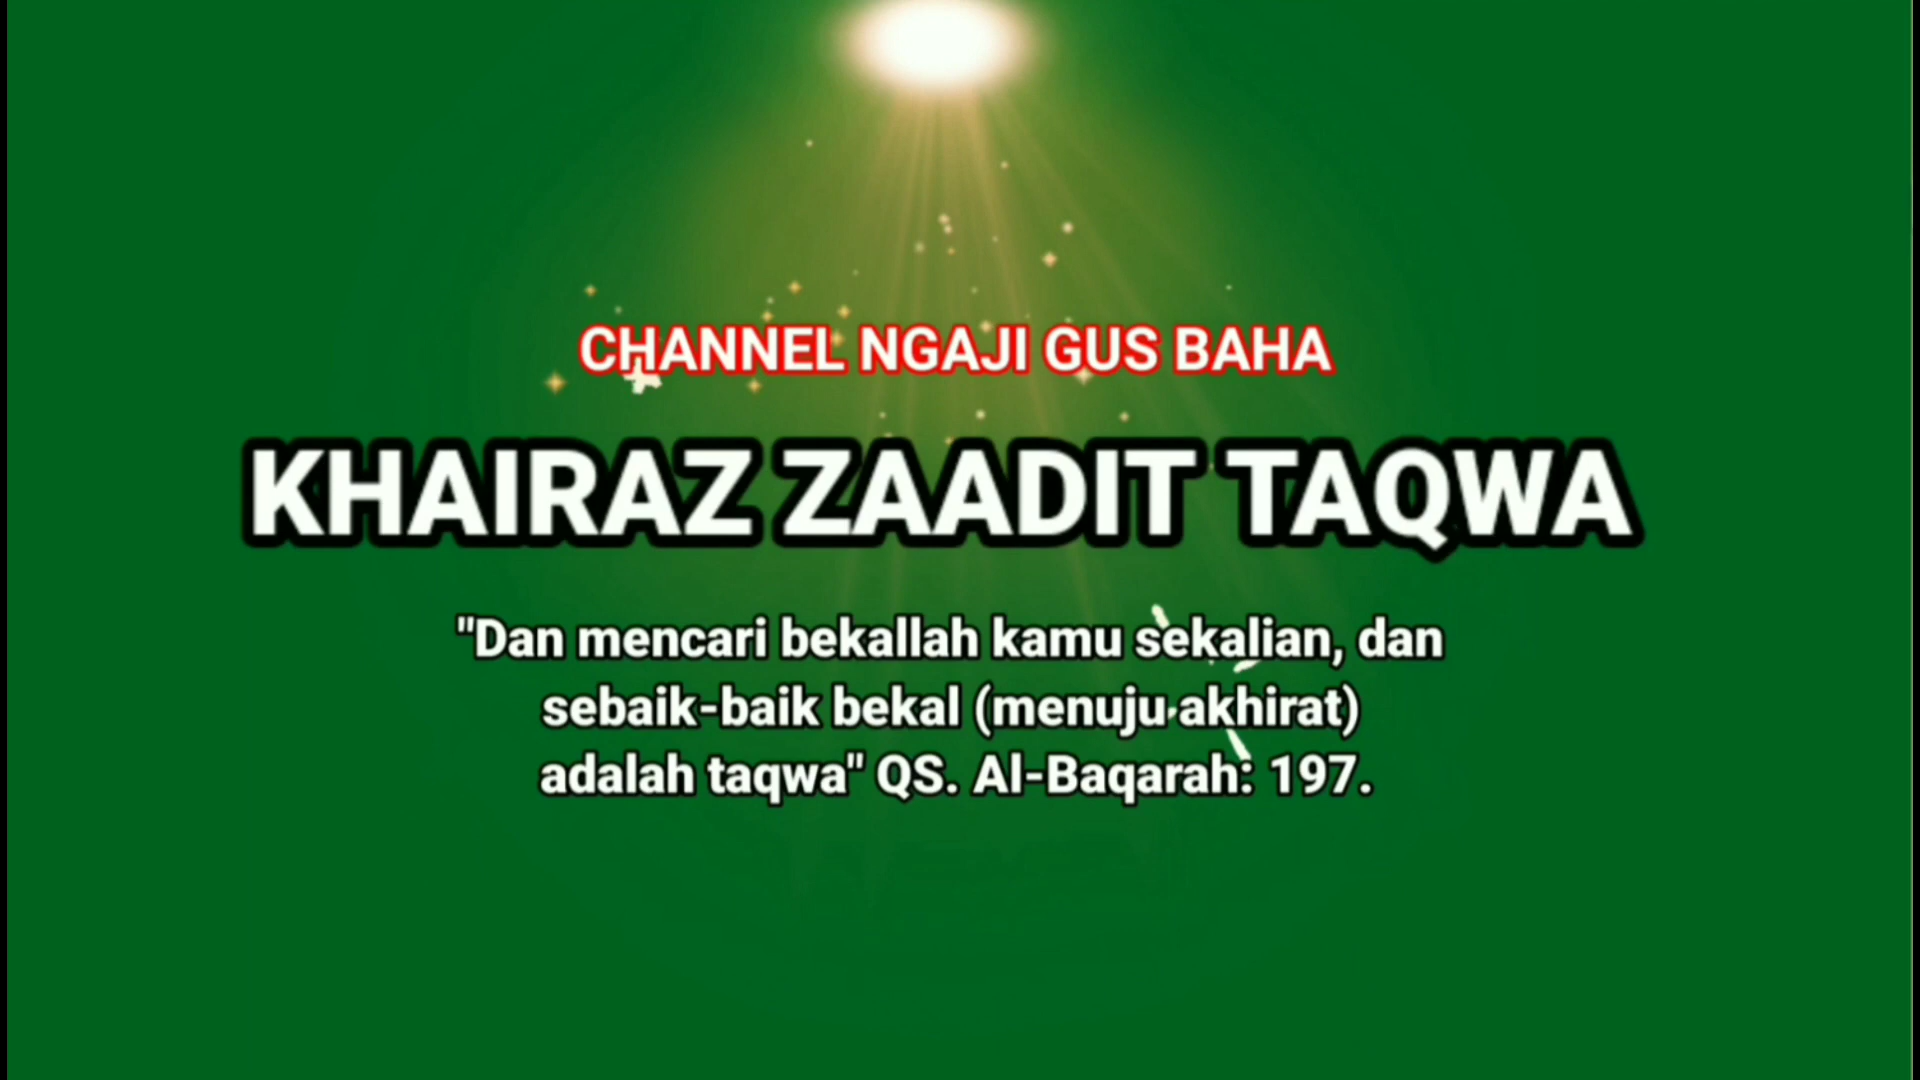 CHANNEL NGAJI GUS BAHA
KHAIRAZ ZAADIT TAQWA
"Dan mencari bekallah kamu sekalian, dan
sebaik-baik bekal (menuju akhirat)
adalah taqwa" QS. Al-Baqarah: 197.